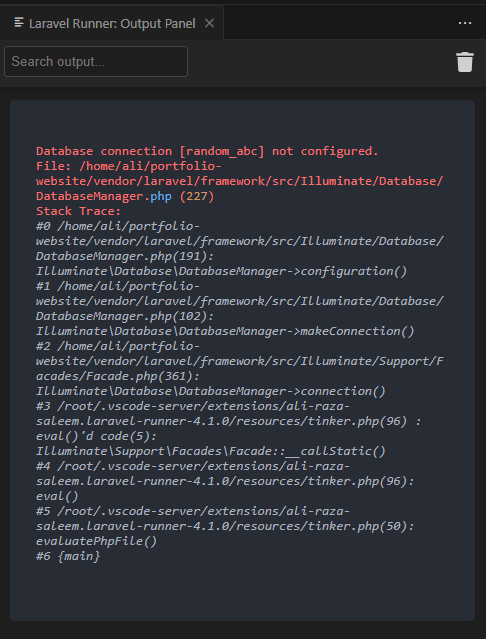 Laravel Runner: Output Panel
Search output...
Database connection [random_abc] not configured.
File: /home/ali/portfolio-
website/vendor/laravel/framework/src/Illuminate/Database/
DatabaseManager.php (227)
Stack Trace:
#0 /home/ali/portfolio-
website/vendor/laravel/framework/src/Illuminate/Database/
DatabaseManager.php(191):
Illuminate\Database\DatabaseManager->configuration()
#1 /home/ali/portfolio-
website/vendor/laravel/framework/src/Illuminate/Database/
DatabaseManager.php(102):
Illuminate\Database\DatabaseManager->makeConnection()
#2 /home/ali/portfolio-
website/vendor/laravel/framework/src/Illuminate/Support/F
acades/Facade.php(361):
Illuminate\Database\DatabaseManager->connection()
#3 /root/.vscode-server/extensions/ali-raza-
saleem.laravel-runner-4.1.0/resources/tinker.php(96) :
eval()'d code(5):
Illuminate\Support\Facades\Facade::__callStatic()
#4 /root/.vscode-server/extensions/ali-raza-
saleem.laravel-runner-4.1.0/resources/tinker.php(96):
eval()
#5 /root/.vscode-server/extensions/ali-raza-
saleem.laravel-runner-4.1.0/resources/tinker.php(50):
evaluatePhpFile()
#6 {main}